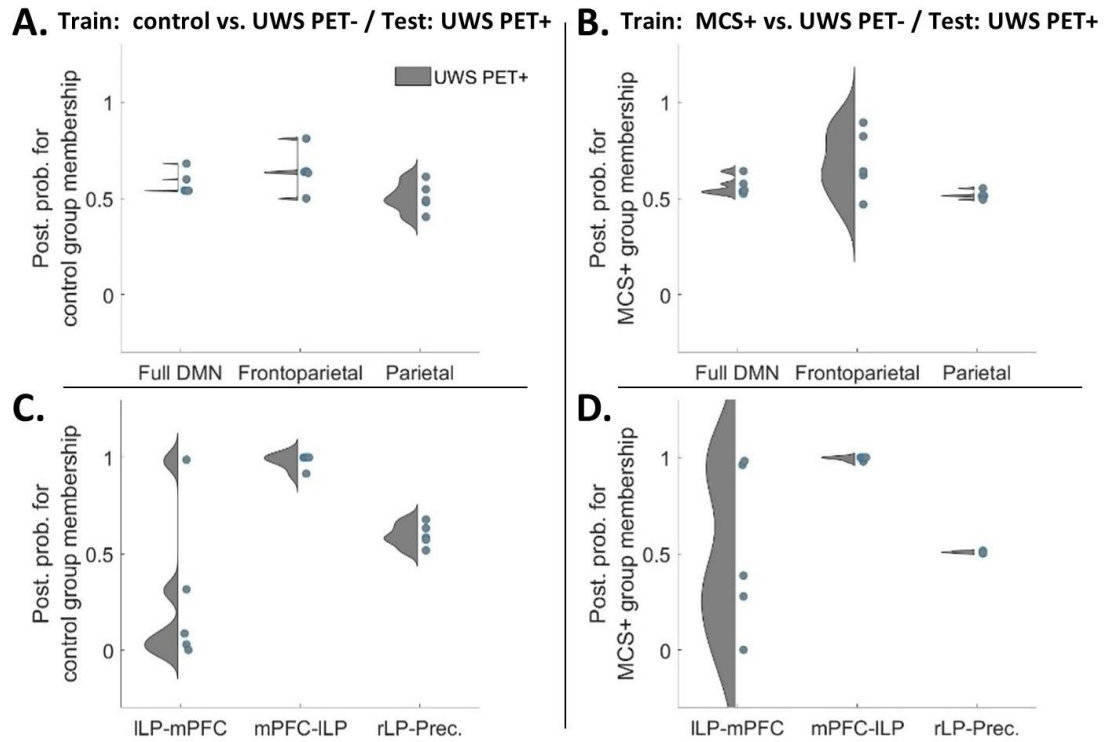 A. Train: control vs. UWS PET- / Test: UWS PET+
UWS PET+
Post. prob. for
control group membership
1
0.5
0
Full DMN Frontoparietal Parietal
B. Train: MCS+ vs. UWS PET- / Test: UWS PET+
Post. prob. for
MCS+ group membership
1
0.5
0
Full DMN Frontoparietal Parietal
C.
Post. prob. for
control group membership
1
0.5
0
lLP-mPFC mPFC-lLP rLP-Prec.
D.
Post. prob. for
MCS+ group membership
1
0.5
0
lLP-mPFC mPFC-lLP rLP-Prec.